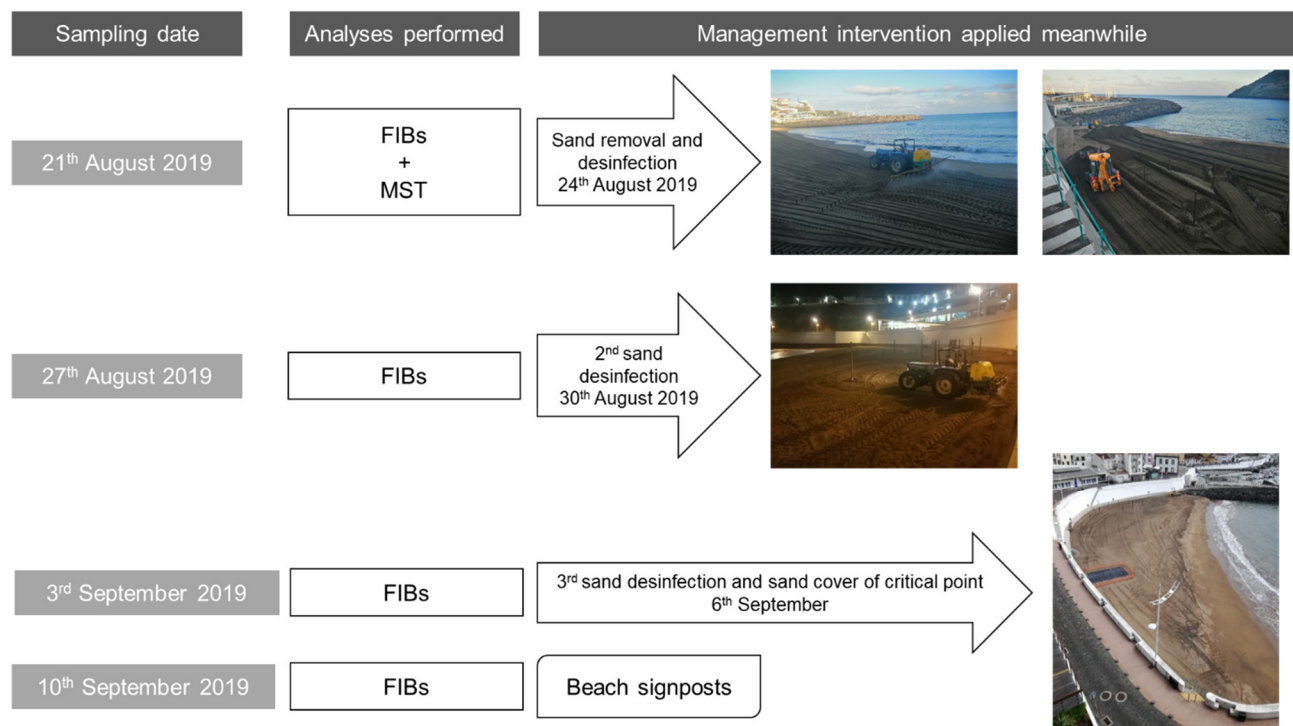 Sampling date
Analyses performed
Management intervention applied meanwhile
21th August 2019
FIBs
+
MST
Sand removal and
desinfection
24th August 2019
27th August 2019
FIBs
2nd sand
desinfection
30th August 2019
3rd September 2019
FIBs
3rd sand desinfection and sand cover of critical point
6th September
10th September 2019
FIBs
Beach signposts